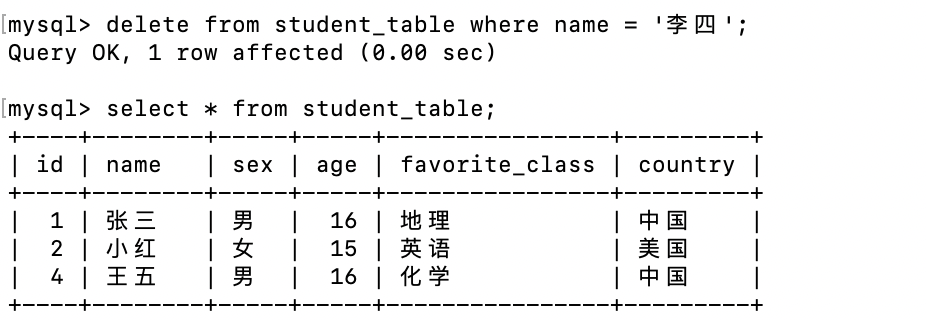 [mysql> delete from student_table where name = '李四';
Query OK, 1 row affected (0.00 sec)
[mysql> select * from student_table;
+----+--------+-----+-----+----------------+---------+
| id | name | sex | age | favorite_class | country |
+----+--------+-----+-----+----------------+---------+
| 1 | 张三 | 男 | 16 | 地理 | 中国 |
| 2 | 小红 | 女 | 15 | 英语 | 美国 |
| 4 | 王五 | 男 | 16 | 化学 | 中国 |
+----+--------+-----+-----+----------------+---------+